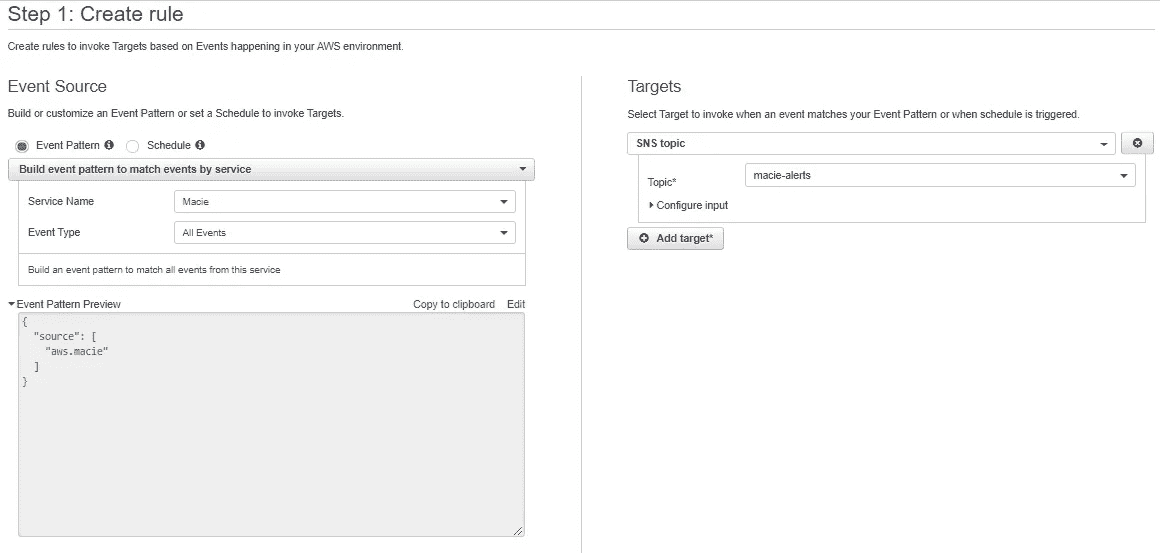 Step 1: Create rule
Create rules to invoke Targets based on Events happening in your AWS environment.
Event Source
Build or customize an Event Pattern or set a Schedule to invoke Targets.
Event Pattern Schedule
Build event pattern to match events by service
Service Name Macie
Event Type All Events
Build an event pattern to match all events from this service
Event Pattern Preview Copy to clipboard Edit
{
"source": [
"aws.macie"
]
}
Targets
Select Target to invoke when an event matches your Event Pattern or when schedule is triggered.
SNS topic
Topic* macie-alerts
Configure input
Add target*